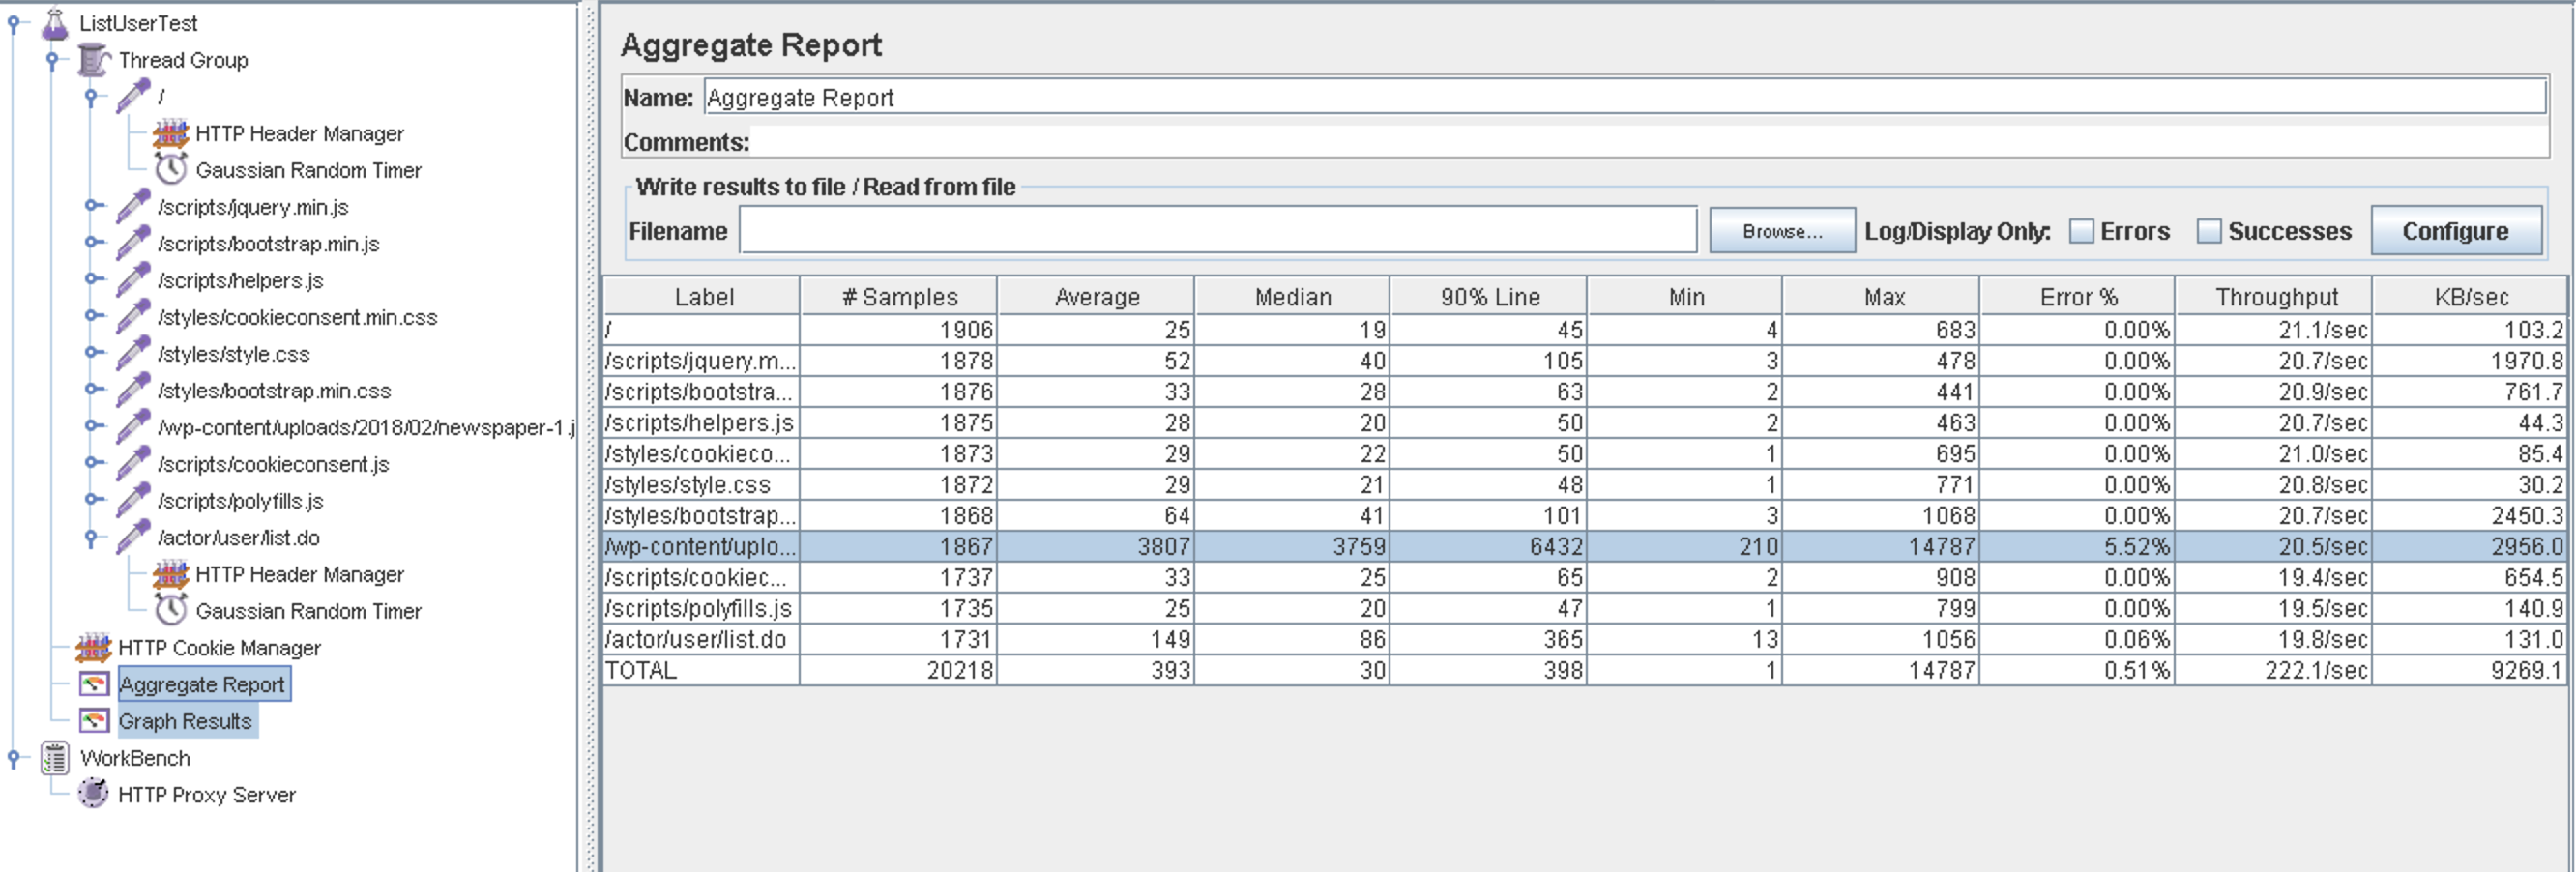 ListUserTest
Thread Group
/
HTTP Header Manager
Gaussian Random Timer
/scripts/jquery.min.js
/scripts/bootstrap.min.js
/scripts/helpers.js
/styles/cookieconsent.min.css
/styles/style.css
/styles/bootstrap.min.css
/wp-content/uploads/2018/02/newspaper-1.j
/scripts/cookieconsent.js
/scripts/polyfills.js
/actor/user/list.do
HTTP Header Manager
Gaussian Random Timer
HTTP Cookie Manager
Aggregate Report
Graph Results
WorkBench
HTTP Proxy Server
Aggregate Report
Name: Aggregate Report
Comments:
Write results to file / Read from file
Filename Browse... Log/Display Only: Errors Successes Configure
Label # Samples Average Median 90% Line Min Max Error % Throughput KB/sec
/ 1906 25 19 45 4 683 0.00% 21.1/sec 103.2
/scripts/jquery.m... 1878 52 40 105 3 478 0.00% 20.7/sec 1970.8
/scripts/bootstra... 1876 33 28 63 2 441 0.00% 20.9/sec 761.7
/scripts/helpers.js 1875 28 20 50 2 463 0.00% 20.7/sec 44.3
/styles/cookieco... 1873 29 22 50 1 695 0.00% 21.0/sec 85.4
/styles/style.css 1872 29 21 48 1 771 0.00% 20.8/sec 30.2
/styles/bootstrap... 1868 64 41 101 3 1068 0.00% 20.7/sec 2450.3
/wp-content/uplo... 1867 3807 3759 6432 210 14787 5.52% 20.5/sec 2956.0
/scripts/cookiec... 1737 33 25 65 2 908 0.00% 19.4/sec 654.5
/scripts/polyfills.js 1735 25 20 47 1 799 0.00% 19.5/sec 140.9
/actor/user/list.do 1731 149 86 365 13 1056 0.06% 19.8/sec 131.0
TOTAL 20218 393 30 398 1 14787 0.51% 222.1/sec 9269.1